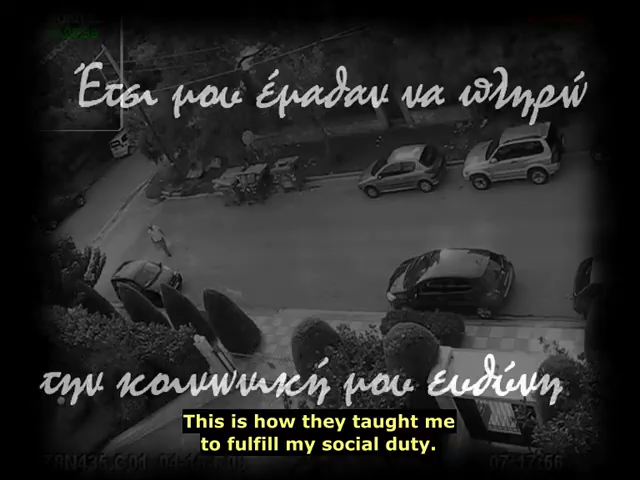 Έτσι μου έμαθαν να πληρώ
την κοινωνική μου ευθύνη
This is how they taught me
to fulfill my social duty.